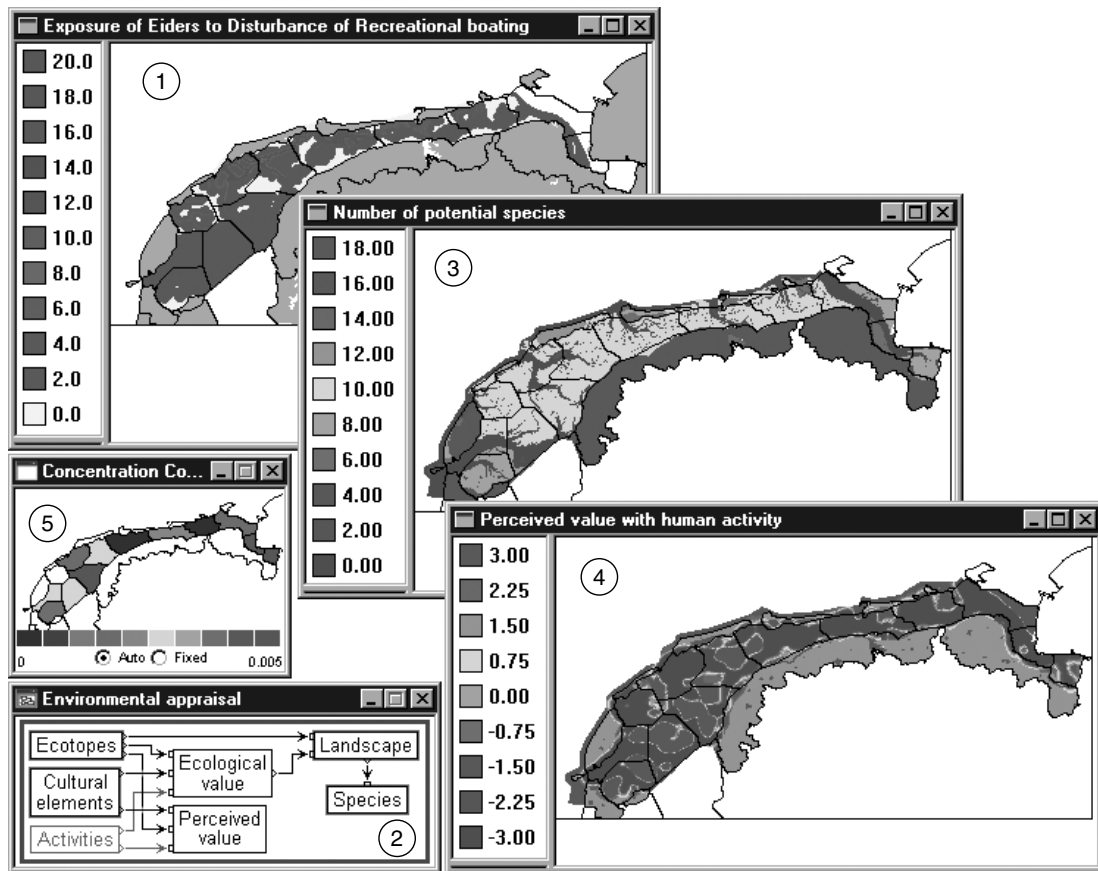 Exposure of Eiders to Disturbance of Recreational boating
1
20.0
18.0
16.0
14.0
12.0
10.0
8.0
6.0
4.0
2.0
0.0
Number of potential species
3
18.00
16.00
14.00
12.00
10.00
8.00
6.00
4.00
2.00
0.00
Concentration Co...
5
0
Auto
Fixed
0.005
Perceived value with human activity
4
3.00
2.25
1.50
0.75
0.00
-0.75
-1.50
-2.25
-3.00
Environmental appraisal
Ecotopes
Cultural
elements
Activities
Ecological
value
Perceived
value
Landscape
Species
2